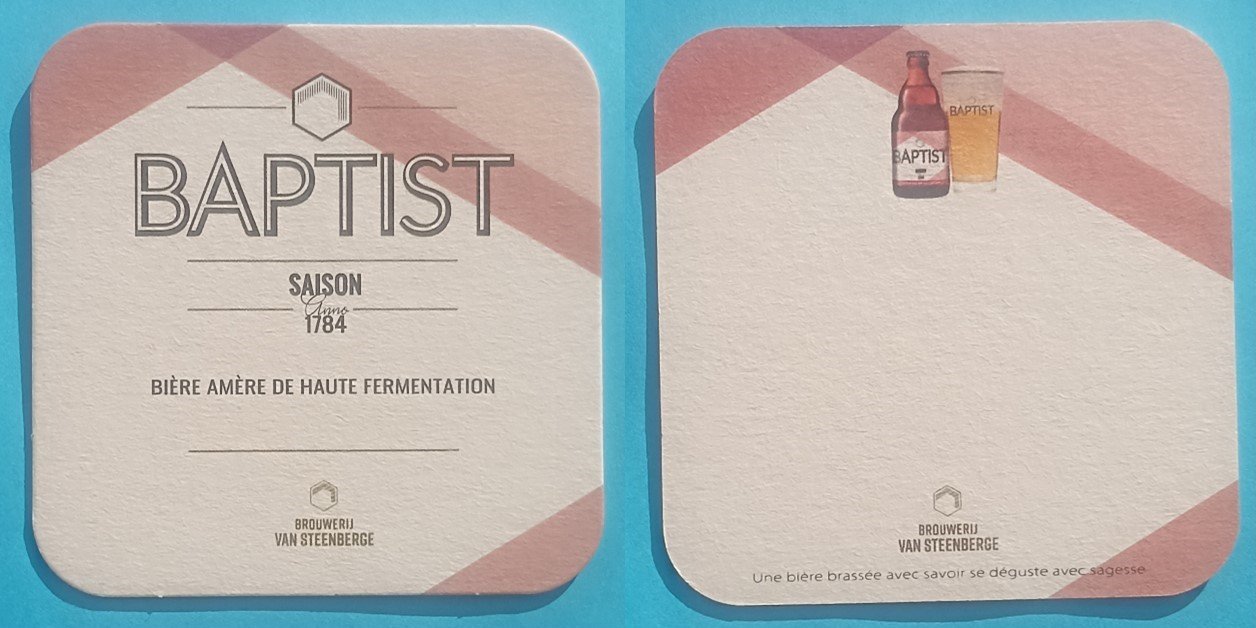 BAPTIST
SAISON
Anno
1784
BIÈRE AMÈRE DE HAUTE FERMENTATION
BROUWERIJ
VAN STEENBERGE
BAPTIST
BAPTIST
BROUWERIJ
VAN STEENBERGE
Une bière brassée avec savoir se déguste avec sagesse